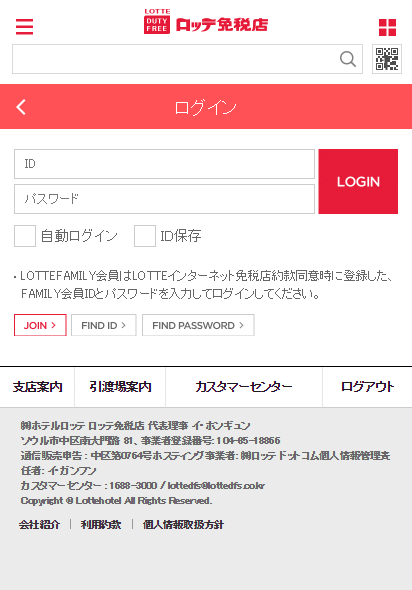 LOTTE
DUTY
FREE
ロッテ免税店
ログイン
ID
LOGIN
パスワード
自動ログイン
ID保存
・LOTTEFAMILY会員はLOTTEインターネット免税店約款同意時に登録した、
FAMILY会員IDとパスワードを入力してログインしてください。
JOIN >
FIND ID >
FIND PASSWORD >
支店案内
引渡場案内
カスタマーセンター
ログアウト
㈱ホテルロッテ ロッテ免税店 代表理事 イ・ホンギュン
ソウル市中区南大門路 81、事業者登録番号: 104-85-18866
通信販売申告 : 中区第0764号ホスティング事業者: ㈱ロッテ ドットコム個人情報管理責
任者: イ・ガンフン
カスタマーセンター : 1688-3000 / lottedfs@lottedfs.co.kr
Copyright © Lottehotel All Rights Reserved.
会社紹介 | 利用約款 | 個人情報取扱方針